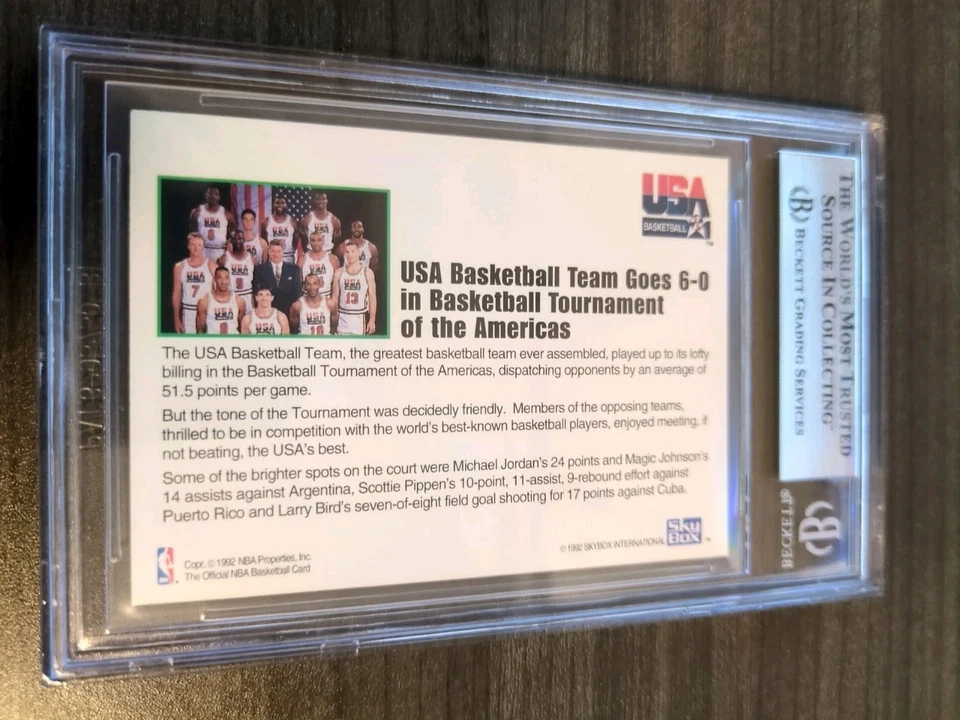 USA
BASKETBALL
USA Basketball Team Goes 6-0
in Basketball Tournament
of the Americas
The USA Basketball Team, the greatest basketball team ever assembled, played up to its lofty
billing in the Basketball Tournament of the Americas, dispatching opponents by an average of
51.5 points per game.
But the tone of the Tournament was decidedly friendly. Members of the opposing teams,
thrilled to be in competition with the world's best-known basketball players, enjoyed meeting, if
not beating, the USA's best.
Some of the brighter spots on the court were Michael Jordan's 24 points and Magic Johnson's
14 assists against Argentina, Scottie Pippen's 10-point, 11-assist, 9-rebound effort against
Puerto Rico and Larry Bird's seven-of-eight field goal shooting for 17 points against Cuba.
Copr. © 1992 NBA Properties, Inc.
The Official NBA Basketball Card
© 1992 SKYBOX INTERNATIONAL
SkyBox™
THE WORLD'S MOST TRUSTED
SOURCE IN COLLECTING™
BECKETT GRADING SERVICES
BECKETT®